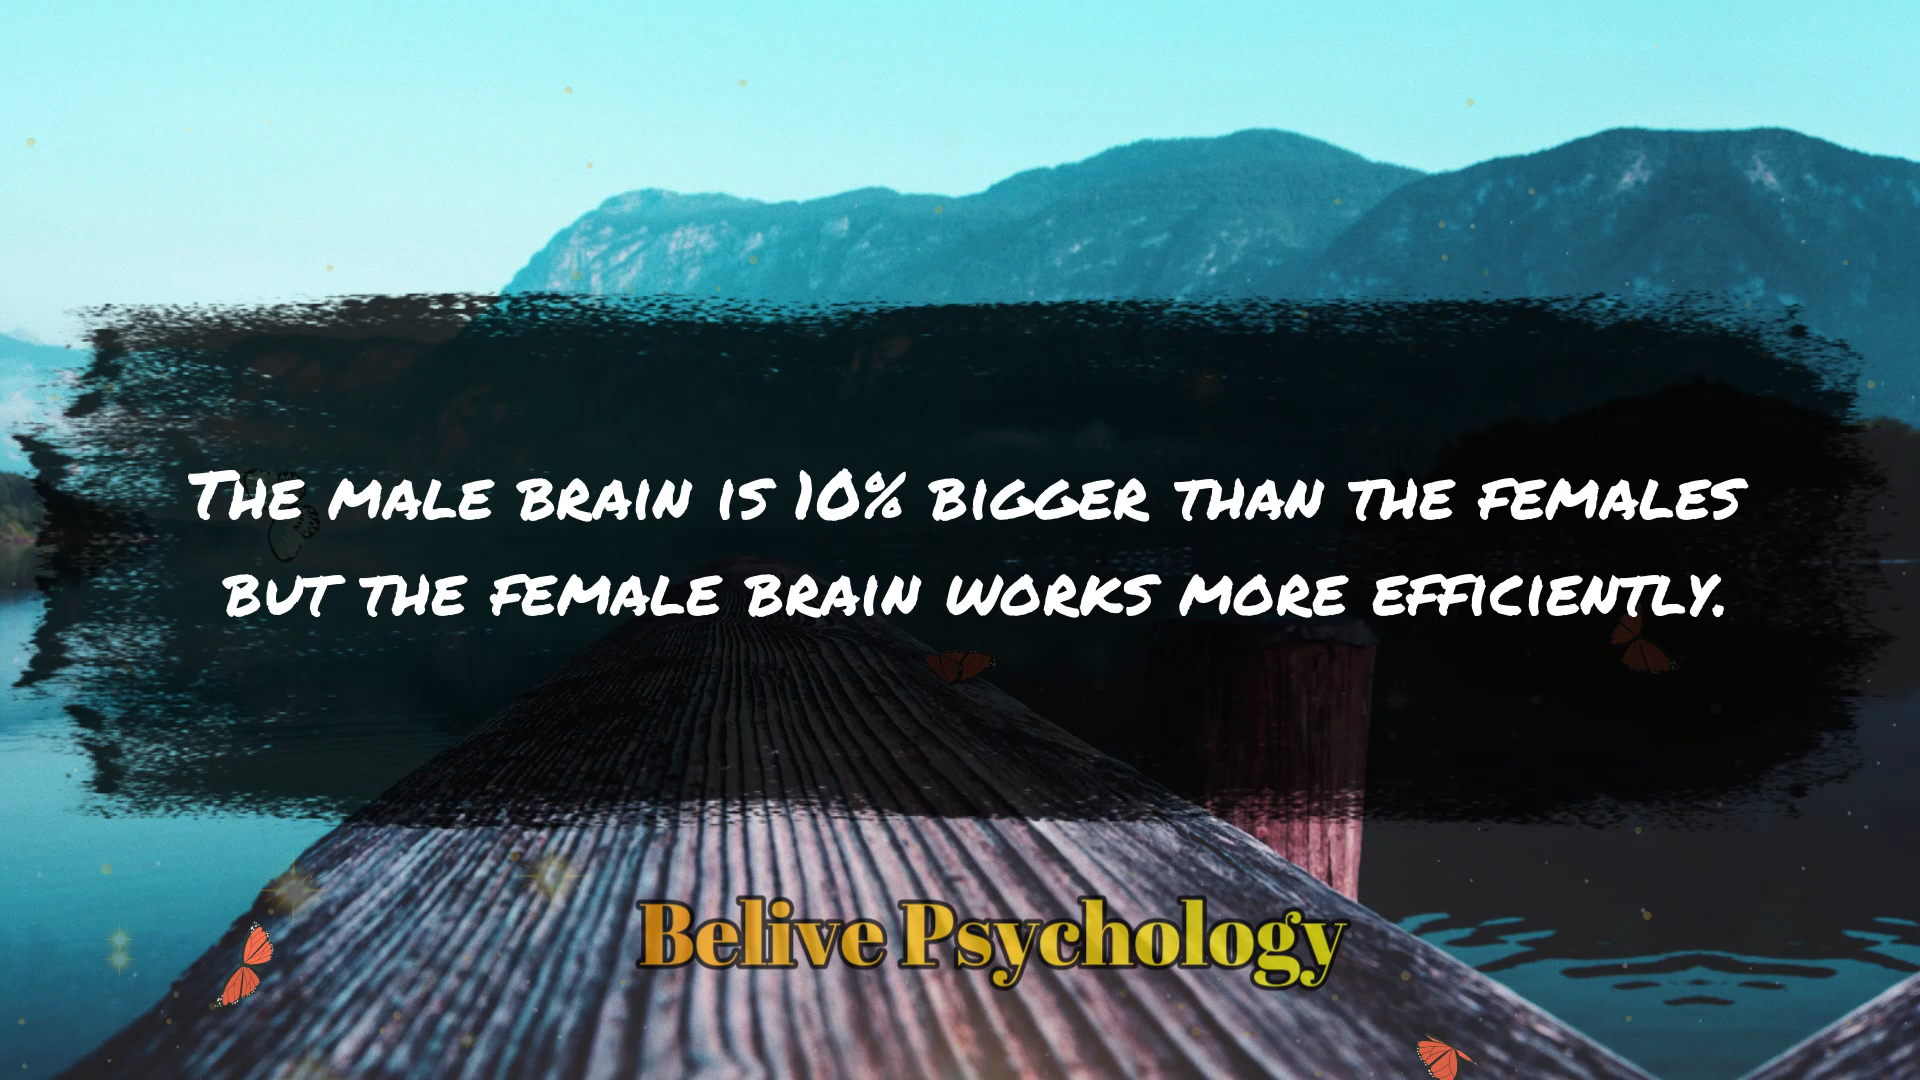 The male brain is 10% bigger than the females
but the female brain works more efficiently.
Belive Psychology